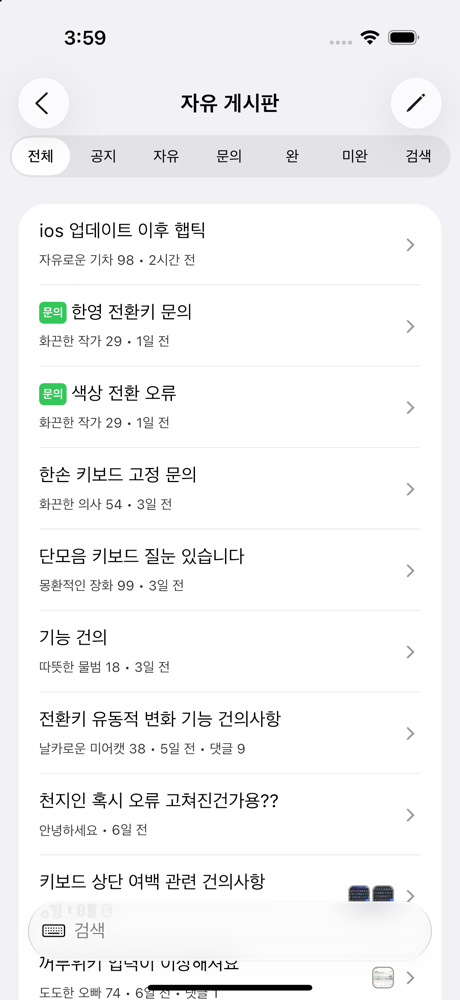 3:59
자유 게시판
전체 공지 자유 문의 완 미완 검색
ios 업데이트 이후 햅틱
자유로운 기차 98 • 2시간 전
문의 한영 전환키 문의
화끈한 작가 29 • 1일 전
문의 색상 전환 오류
화끈한 작가 29 • 1일 전
한손 키보드 고정 문의
화끈한 의사 54 • 3일 전
단모음 키보드 질눈 있습니다
몽환적인 장화 99 • 3일 전
기능 건의
따뜻한 물범 18 • 3일 전
전환키 유동적 변화 기능 건의사항
날카로운 미어캣 38 • 5일 전 • 댓글 9
천지인 혹시 오류 고쳐진건가용??
안녕하세요 • 6일 전
키보드 상단 여백 관련 건의사항
검색
입력이 이상해져요
도도한 오빠 74 • 6일 전 • 댓글 1